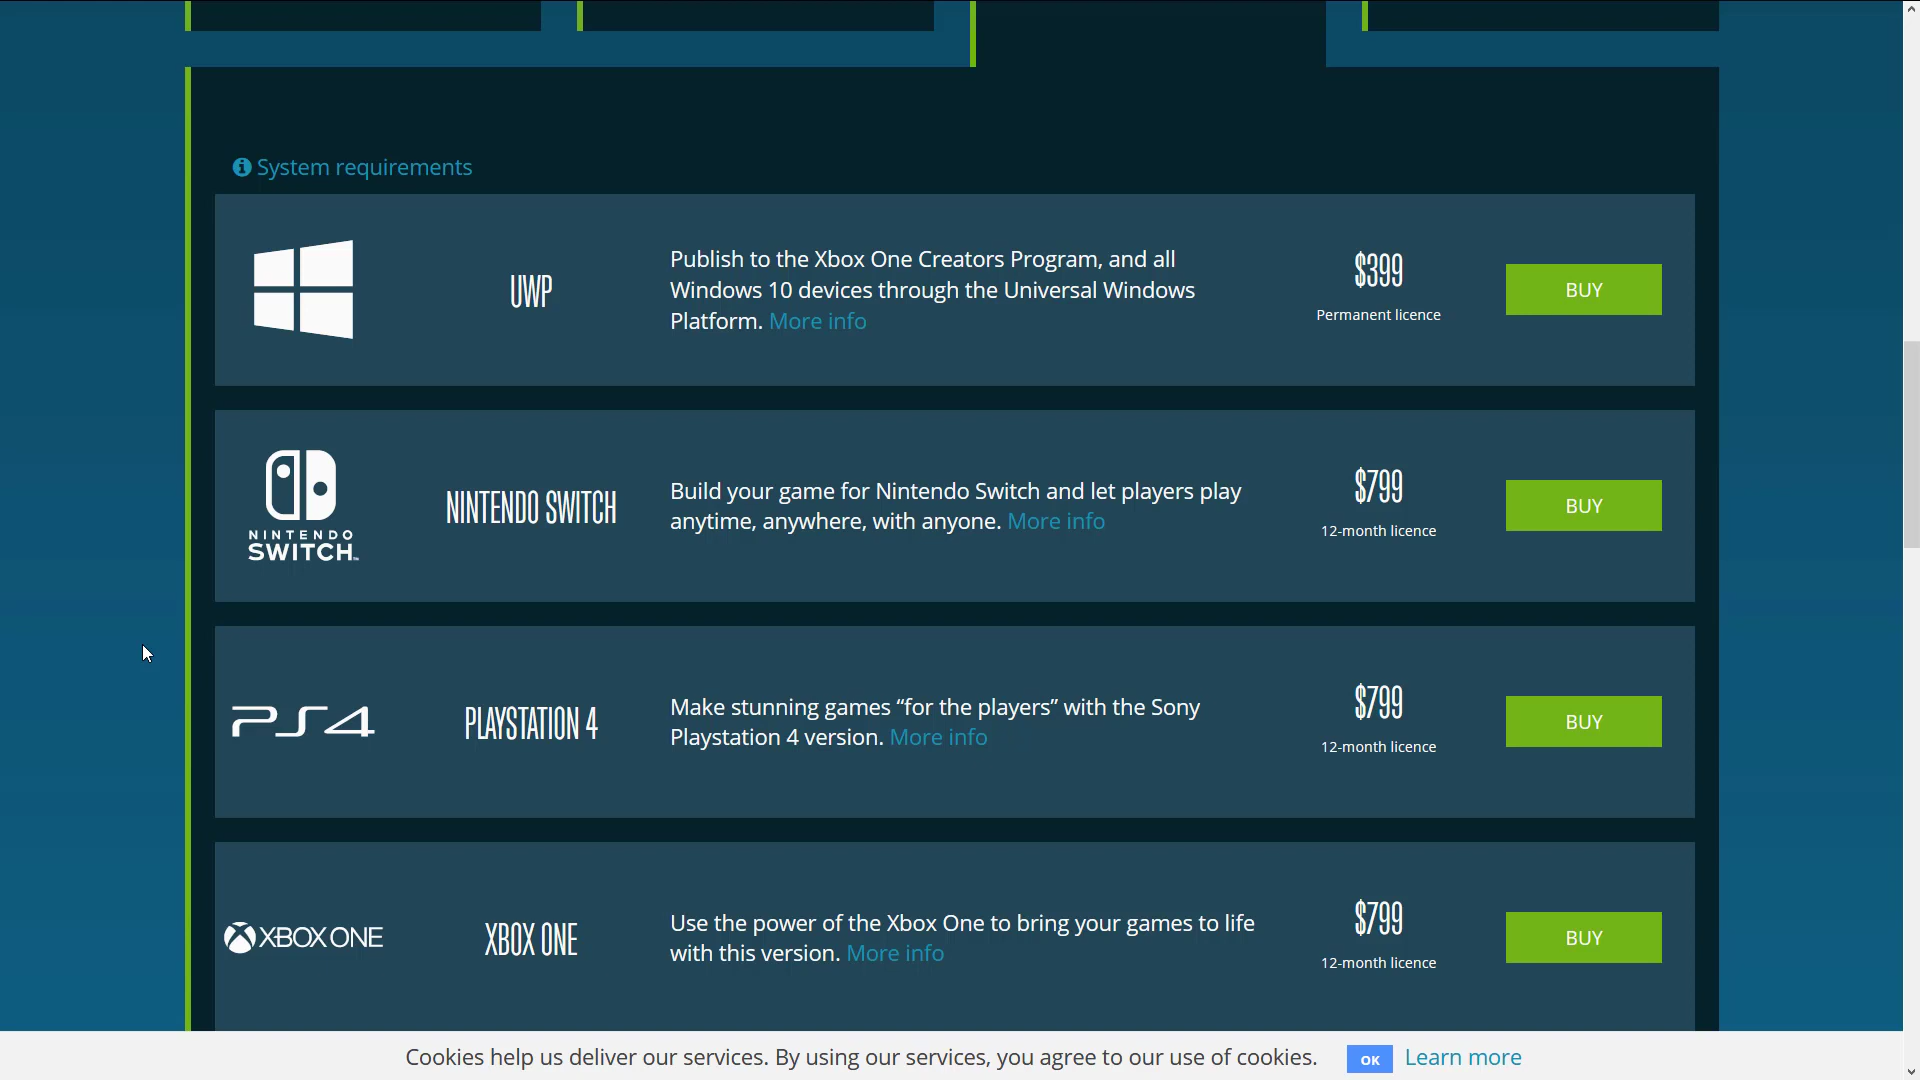 System requirements
UWP
Publish to the Xbox One Creators Program, and all
Windows 10 devices through the Universal Windows
Platform. More info
$399
Permanent licence
BUY
NINTENDO
SWITCH™
NINTENDO SWITCH
Build your game for Nintendo Switch and let players play
anytime, anywhere, with anyone. More info
$799
12-month licence
BUY
PS4
PLAYSTATION 4
Make stunning games “for the players” with the Sony
Playstation 4 version. More info
$799
12-month licence
BUY
XBOX ONE
XBOX ONE
Use the power of the Xbox One to bring your games to life
with this version. More info
$799
12-month licence
BUY
Cookies help us deliver our services. By using our services, you agree to our use of cookies. OK Learn more